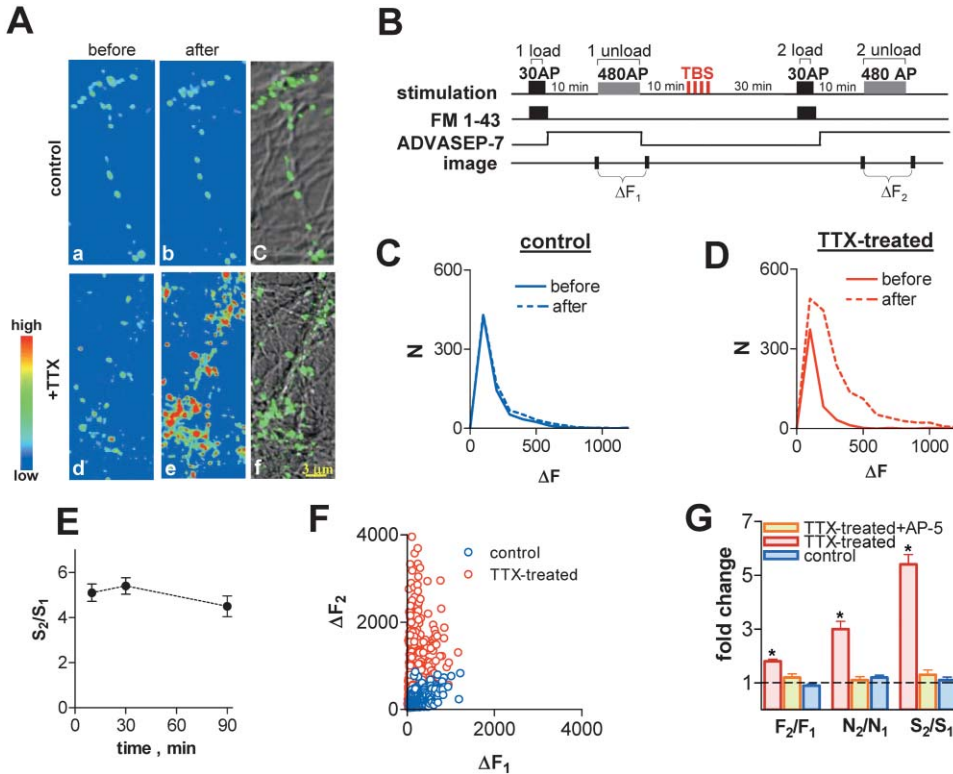 A
before after
control
a b C
high
low
+TTX
d e f
3 µm
B
1 load 1 unload 2 load 2 unload
30AP 480AP TBS 30AP 480 AP
stimulation 10 min 10 min 30 min 10 min
FM 1-43
ADVASEP-7
image
ΔF1 ΔF2
C control
600
300
0
N
before
after
0 500 1000
ΔF
D TTX-treated
600
300
0
N
before
after
0 500 1000
ΔF
E
S2/S1
6
4
2
0
0 30 60 90
time , min
F
ΔF2
4000
2000
0
control
TTX-treated
0 2000 4000
ΔF1
G
fold change
7
5
3
1
TTX-treated+AP-5
TTX-treated
control
* * *
F2/F1 N2/N1 S2/S1